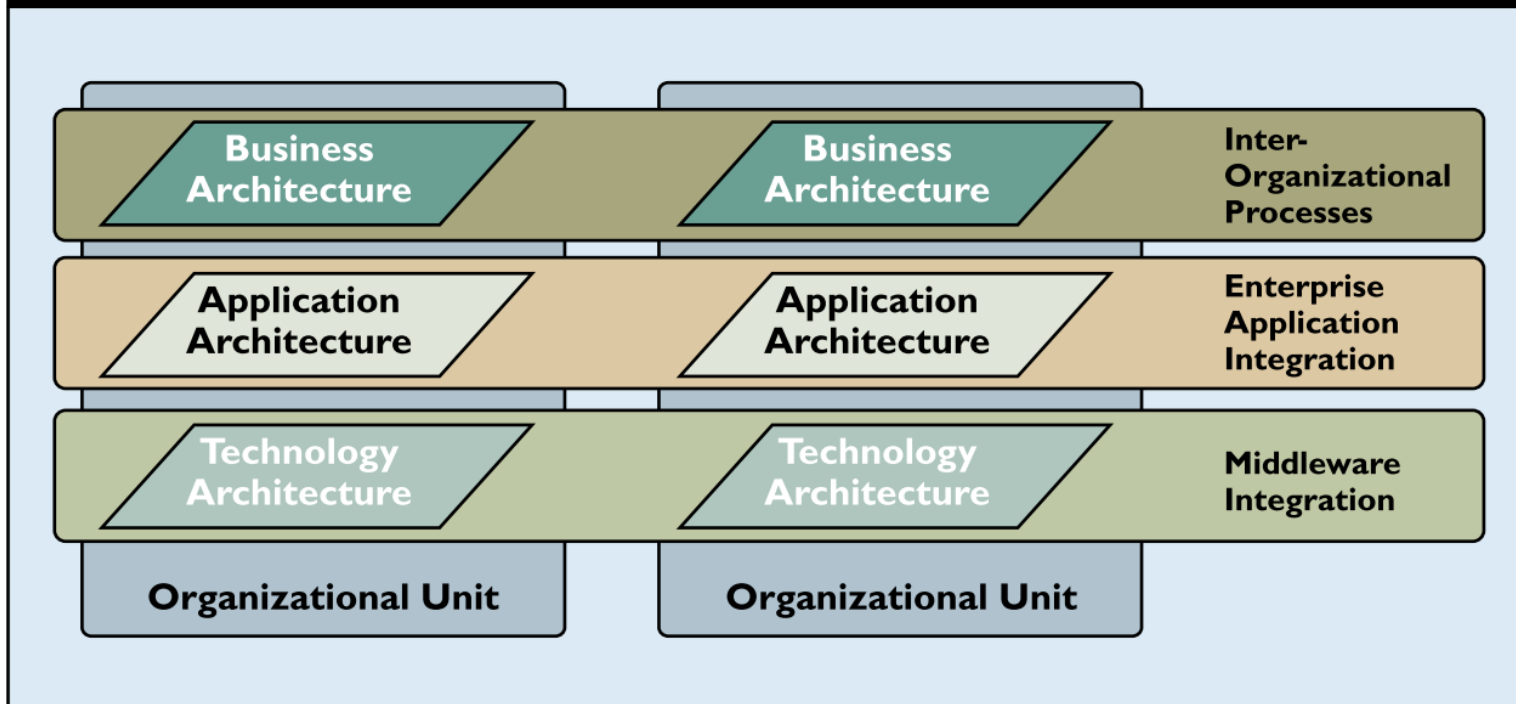 Business
Architecture
Business
Architecture
Inter-
Organizational
Processes
Application
Architecture
Application
Architecture
Enterprise
Application
Integration
Technology
Architecture
Technology
Architecture
Middleware
Integration
Organizational Unit
Organizational Unit